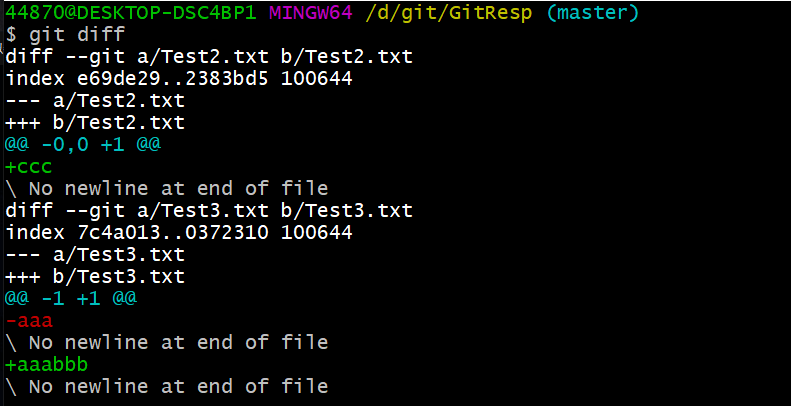 44870@DESKTOP-DSC4BP1 MINGW64 /d/git/GitResp (master)
$ git diff
diff --git a/Test2.txt b/Test2.txt
index e69de29..2383bd5 100644
--- a/Test2.txt
+++ b/Test2.txt
@@ -0,0 +1 @@
+ccc
\ No newline at end of file
diff --git a/Test3.txt b/Test3.txt
index 7c4a013..0372310 100644
--- a/Test3.txt
+++ b/Test3.txt
@@ -1 +1 @@
-aaa
\ No newline at end of file
+aaabbb
\ No newline at end of file